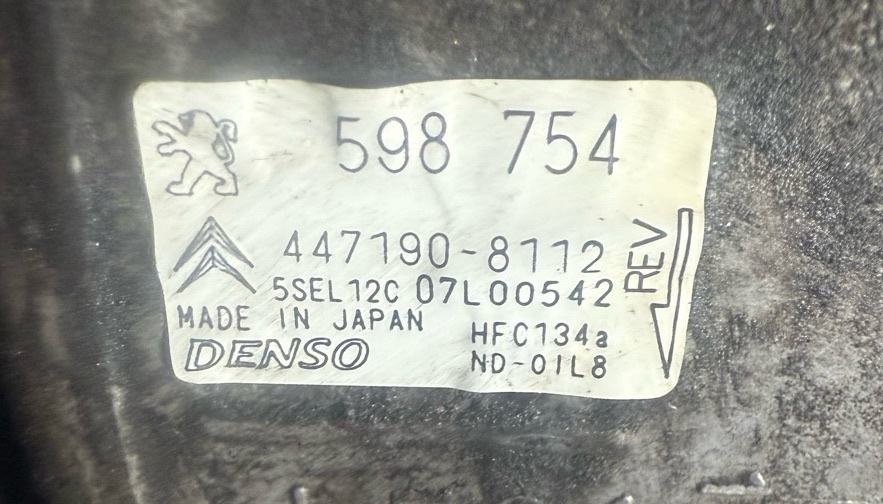 598 754
447190-8112
5SEL12C 07L00542
REV
MADE IN JAPAN
HFC134a
DENSO
ND-OIL8